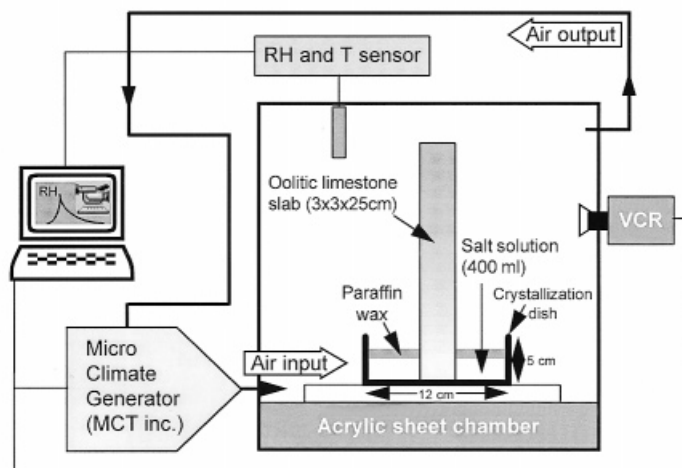 Air output
RH and T sensor
RH
Oolitic limestone
slab (3x3x25cm)
VCR
Salt solution
(400 ml)
Paraffin
wax
Crystallization
dish
Micro
Climate
Generator
(MCT inc.)
Air input
5 cm
12 cm
Acrylic sheet chamber